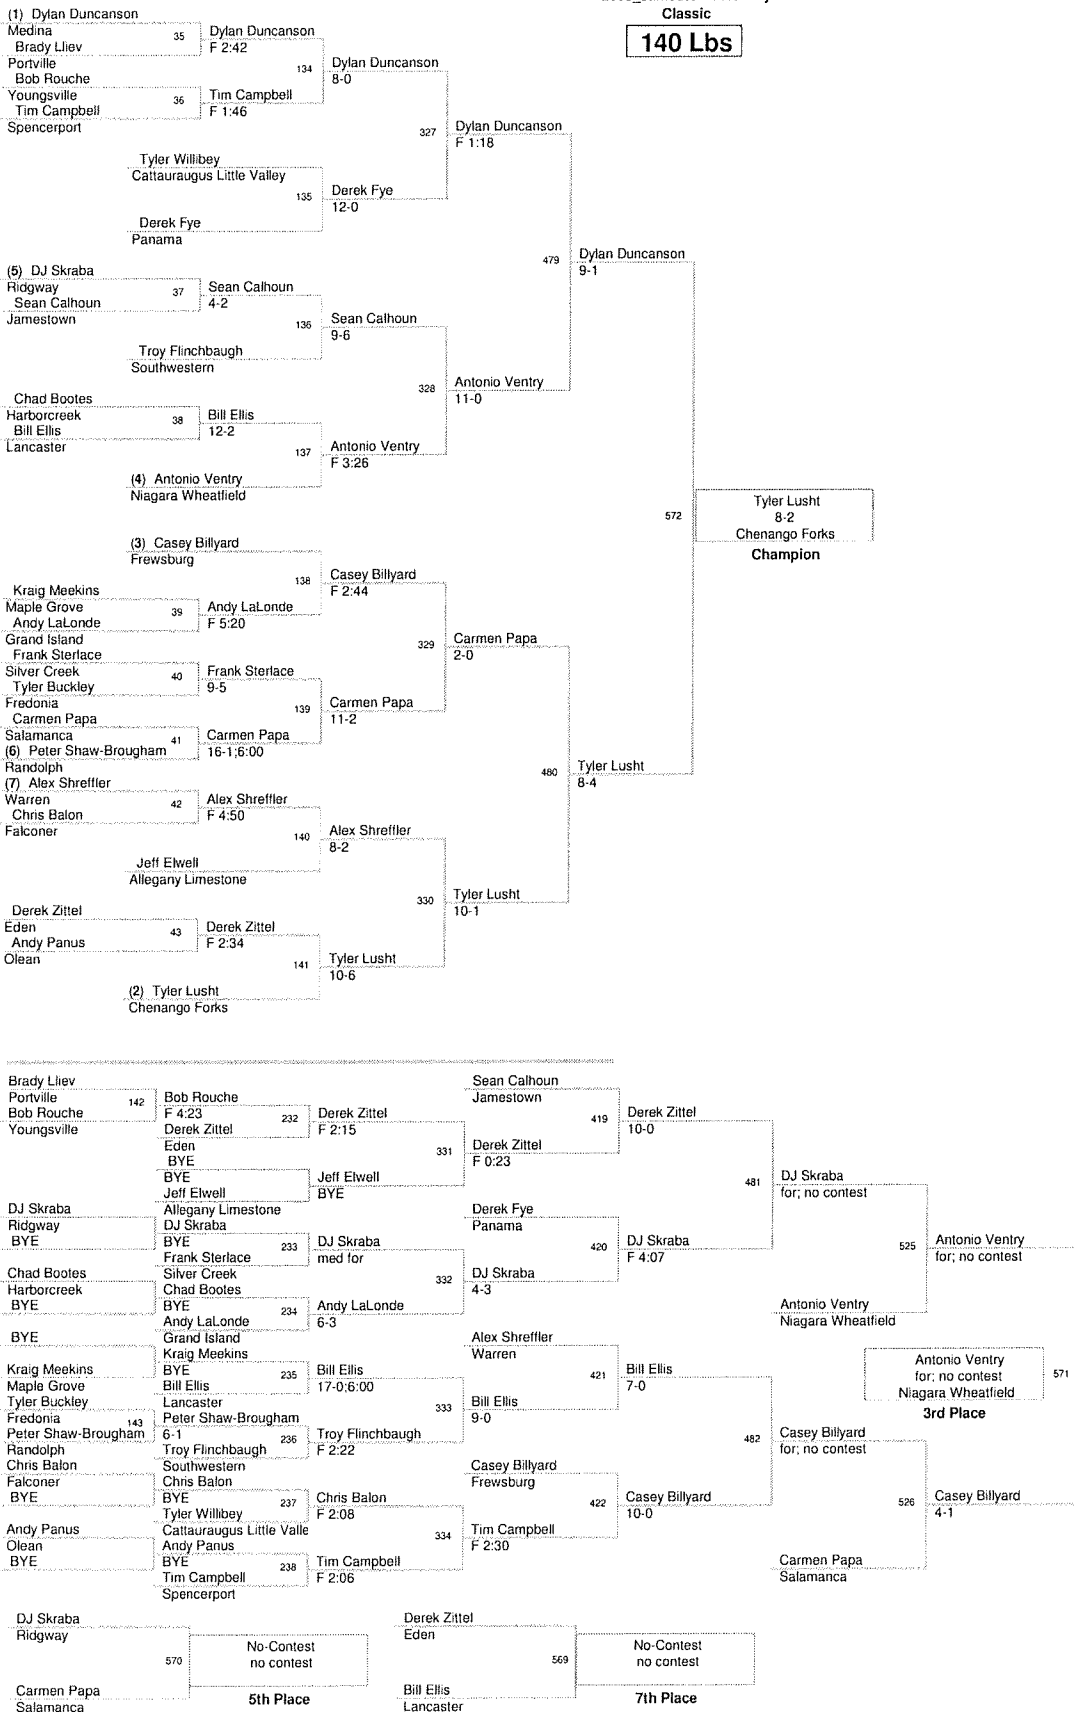 Classic
140 Lbs
(1) Dylan Duncanson
Medina
35
Dylan Duncanson
F 2:42
Brady Lliev
Portville
134
Dylan Duncanson
8-0
Bob Rouche
Youngsville
36
Tim Campbell
F 1:46
Tim Campbell
Spencerport
327
Dylan Duncanson
F 1:18
Tyler Willibey
Cattauraugus Little Valley
135
Derek Fye
12-0
Derek Fye
Panama
479
Dylan Duncanson
9-1
(5) DJ Skraba
Ridgway
37
Sean Calhoun
4-2
Sean Calhoun
Jamestown
136
Sean Calhoun
9-6
Troy Flinchbaugh
Southwestern
328
Antonio Ventry
11-0
Chad Bootes
Harborcreek
38
Bill Ellis
12-2
Bill Ellis
Lancaster
137
Antonio Ventry
F 3:26
(4) Antonio Ventry
Niagara Wheatfield
572
Tyler Lusht
8-2
Chenango Forks
Champion
(3) Casey Billyard
Frewsburg
138
Casey Billyard
F 2:44
Kraig Meekins
Maple Grove
39
Andy LaLonde
F 5:20
Andy LaLonde
Grand Island
329
Carmen Papa
2-0
Frank Sterlace
Silver Creek
40
Frank Sterlace
9-5
Tyler Buckley
Fredonia
139
Carmen Papa
11-2
Carmen Papa
Salamanca
41
Carmen Papa
16-1;6:00
(6) Peter Shaw-Brougham
Randolph
480
Tyler Lusht
8-4
(7) Alex Shreffler
Warren
42
Alex Shreffler
F 4:50
Chris Balon
Falconer
140
Alex Shreffler
8-2
Jeff Elwell
Allegany Limestone
330
Tyler Lusht
10-1
Derek Zittel
Eden
43
Derek Zittel
F 2:34
Andy Panus
Olean
141
Tyler Lusht
10-6
(2) Tyler Lusht
Chenango Forks
Brady Lliev
Portville
142
Bob Rouche
Youngsville
Bob Rouche
F 4:23
232
Derek Zittel
Eden
Derek Zittel
F 2:15
BYE
BYE
Jeff Elwell
Allegany Limestone
Jeff Elwell
BYE
331
Derek Zittel
F 0:23
Sean Calhoun
Jamestown
419
Derek Zittel
10-0
DJ Skraba
Ridgway
BYE
DJ Skraba
BYE
233
Frank Sterlace
Silver Creek
DJ Skraba
med for
Chad Bootes
Harborcreek
BYE
Chad Bootes
BYE
234
Andy LaLonde
Grand Island
Andy LaLonde
6-3
332
DJ Skraba
4-3
Derek Fye
Panama
420
DJ Skraba
F 4:07
481
DJ Skraba
for; no contest
525
Antonio Ventry
for; no contest
Antonio Ventry
Niagara Wheatfield
BYE
Kraig Meekins
Maple Grove
Kraig Meekins
BYE
235
Bill Ellis
Lancaster
Bill Ellis
17-0;6:00
Tyler Buckley
Fredonia
143
Peter Shaw-Brougham
Randolph
Peter Shaw-Brougham
6-1
236
Troy Flinchbaugh
Southwestern
Troy Flinchbaugh
F 2:22
333
Bill Ellis
9-0
Alex Shreffler
Warren
421
Bill Ellis
7-0
Antonio Ventry
for; no contest
Niagara Wheatfield
571
3rd Place
Chris Balon
Falconer
BYE
Chris Balon
BYE
237
Tyler Willibey
Cattauraugus Little Valle
Chris Balon
F 2:08
Andy Panus
Olean
BYE
Andy Panus
BYE
238
Tim Campbell
Spencerport
Tim Campbell
F 2:06
334
Tim Campbell
F 2:30
Casey Billyard
Frewsburg
422
Casey Billyard
10-0
482
Casey Billyard
for; no contest
526
Casey Billyard
4-1
Carmen Papa
Salamanca
DJ Skraba
Ridgway
570
Carmen Papa
Salamanca
No-Contest
no contest
5th Place
Derek Zittel
Eden
569
Bill Ellis
Lancaster
No-Contest
no contest
7th Place